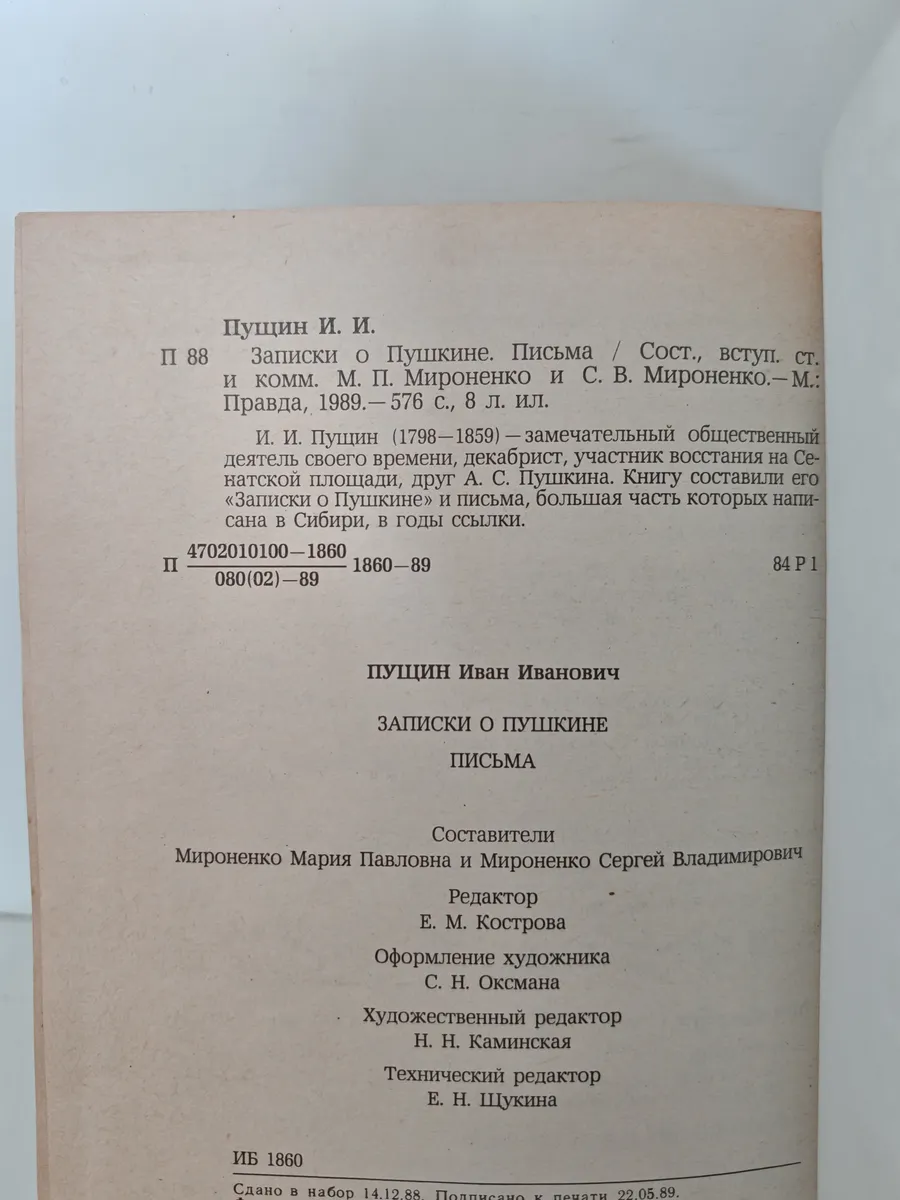 Пущин И. И.
П 88 Записки о Пушкине. Письма / Сост., вступ. ст.
и комм. М. П. Мироненко и С. В. Мироненко.—М.:
Правда, 1989.—576 с., 8 л. ил.
И. И. Пущин (1798—1859)—замечательный общественный
деятель своего времени, декабрист, участник восстания на Се-
натской площади, друг А. С. Пушкина. Книгу составили его
«Записки о Пушкине» и письма, большая часть которых напи-
сана в Сибири, в годы ссылки.
П 4702010100—1860
080(02)—89
1860—89
84 Р 1
ПУЩИН Иван Иванович
ЗАПИСКИ О ПУШКИНЕ
ПИСЬМА
Составители
Мироненко Мария Павловна и Мироненко Сергей Владимирович
Редактор
Е. М. Кострова
Оформление художника
С. Н. Оксмана
Художественный редактор
Н. Н. Каминская
Технический редактор
Е. Н. Щукина
ИБ 1860
Сдано в набор 14.12.88. Подписано к печати 22.05.89.